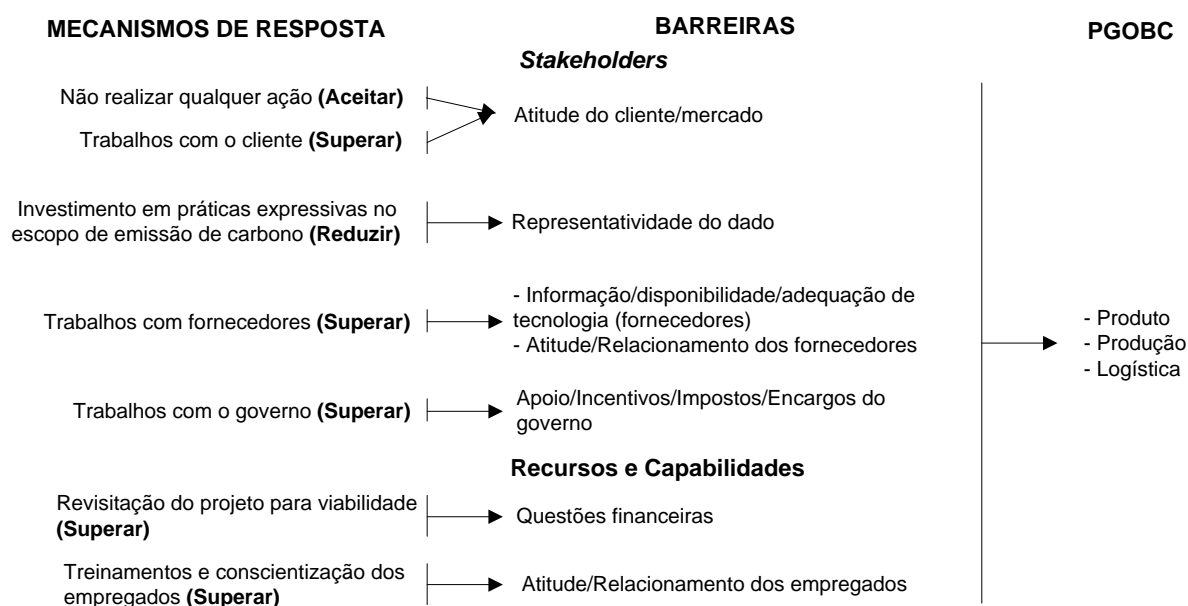 MECANISMOS DE RESPOSTA
BARREIRAS
PGOBC
Stakeholders
Não realizar qualquer ação (Aceitar)
Trabalhos com o cliente (Superar)
Atitude do cliente/mercado
Investimento em práticas expressivas no
escopo de emissão de carbono (Reduzir)
Representatividade do dado
Trabalhos com fornecedores (Superar)
- Informação/disponibilidade/adequação de
tecnologia (fornecedores)
- Atitude/Relacionamento dos fornecedores
- Produto
- Produção
- Logística
Trabalhos com o governo (Superar)
Apoio/Incentivos/Impostos/Encargos do
governo
Recursos e Capabilidades
Revisitação do projeto para viabilidade
(Superar)
Questões financeiras
Treinamentos e conscientização dos
empregados (Superar)
Atitude/Relacionamento dos empregados